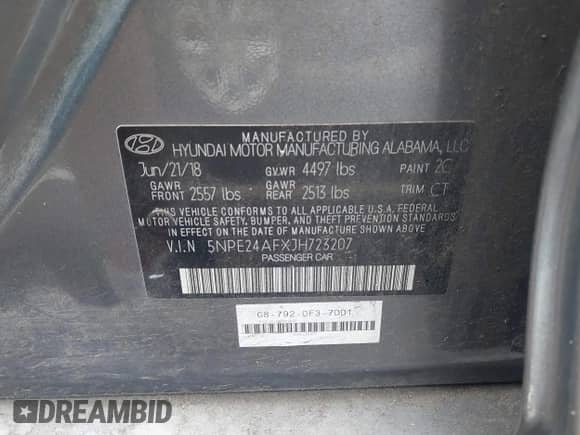 MANUFACTURED BY
HYUNDAI MOTOR MANUFACTURING ALABAMA, LLC
Jun/21/18 GVWR 4497 lbs PAINT 2C
GAWR FRONT 2557 lbs GAWR REAR 2513 lbs TRIM CT
THIS VEHICLE CONFORMS TO ALL APPLICABLE U.S.A FEDERAL
MOTOR VEHICLE SAFETY, BUMPER, AND THEFT PREVENTION STANDARDS
IN EFFECT ON THE DATE OF MANUFACTURE SHOWN ABOVE.
V.I.N 5NPE24AFXJH723207
PASSENGER CAR
G8-792-0F3-70D1
DREAMBID